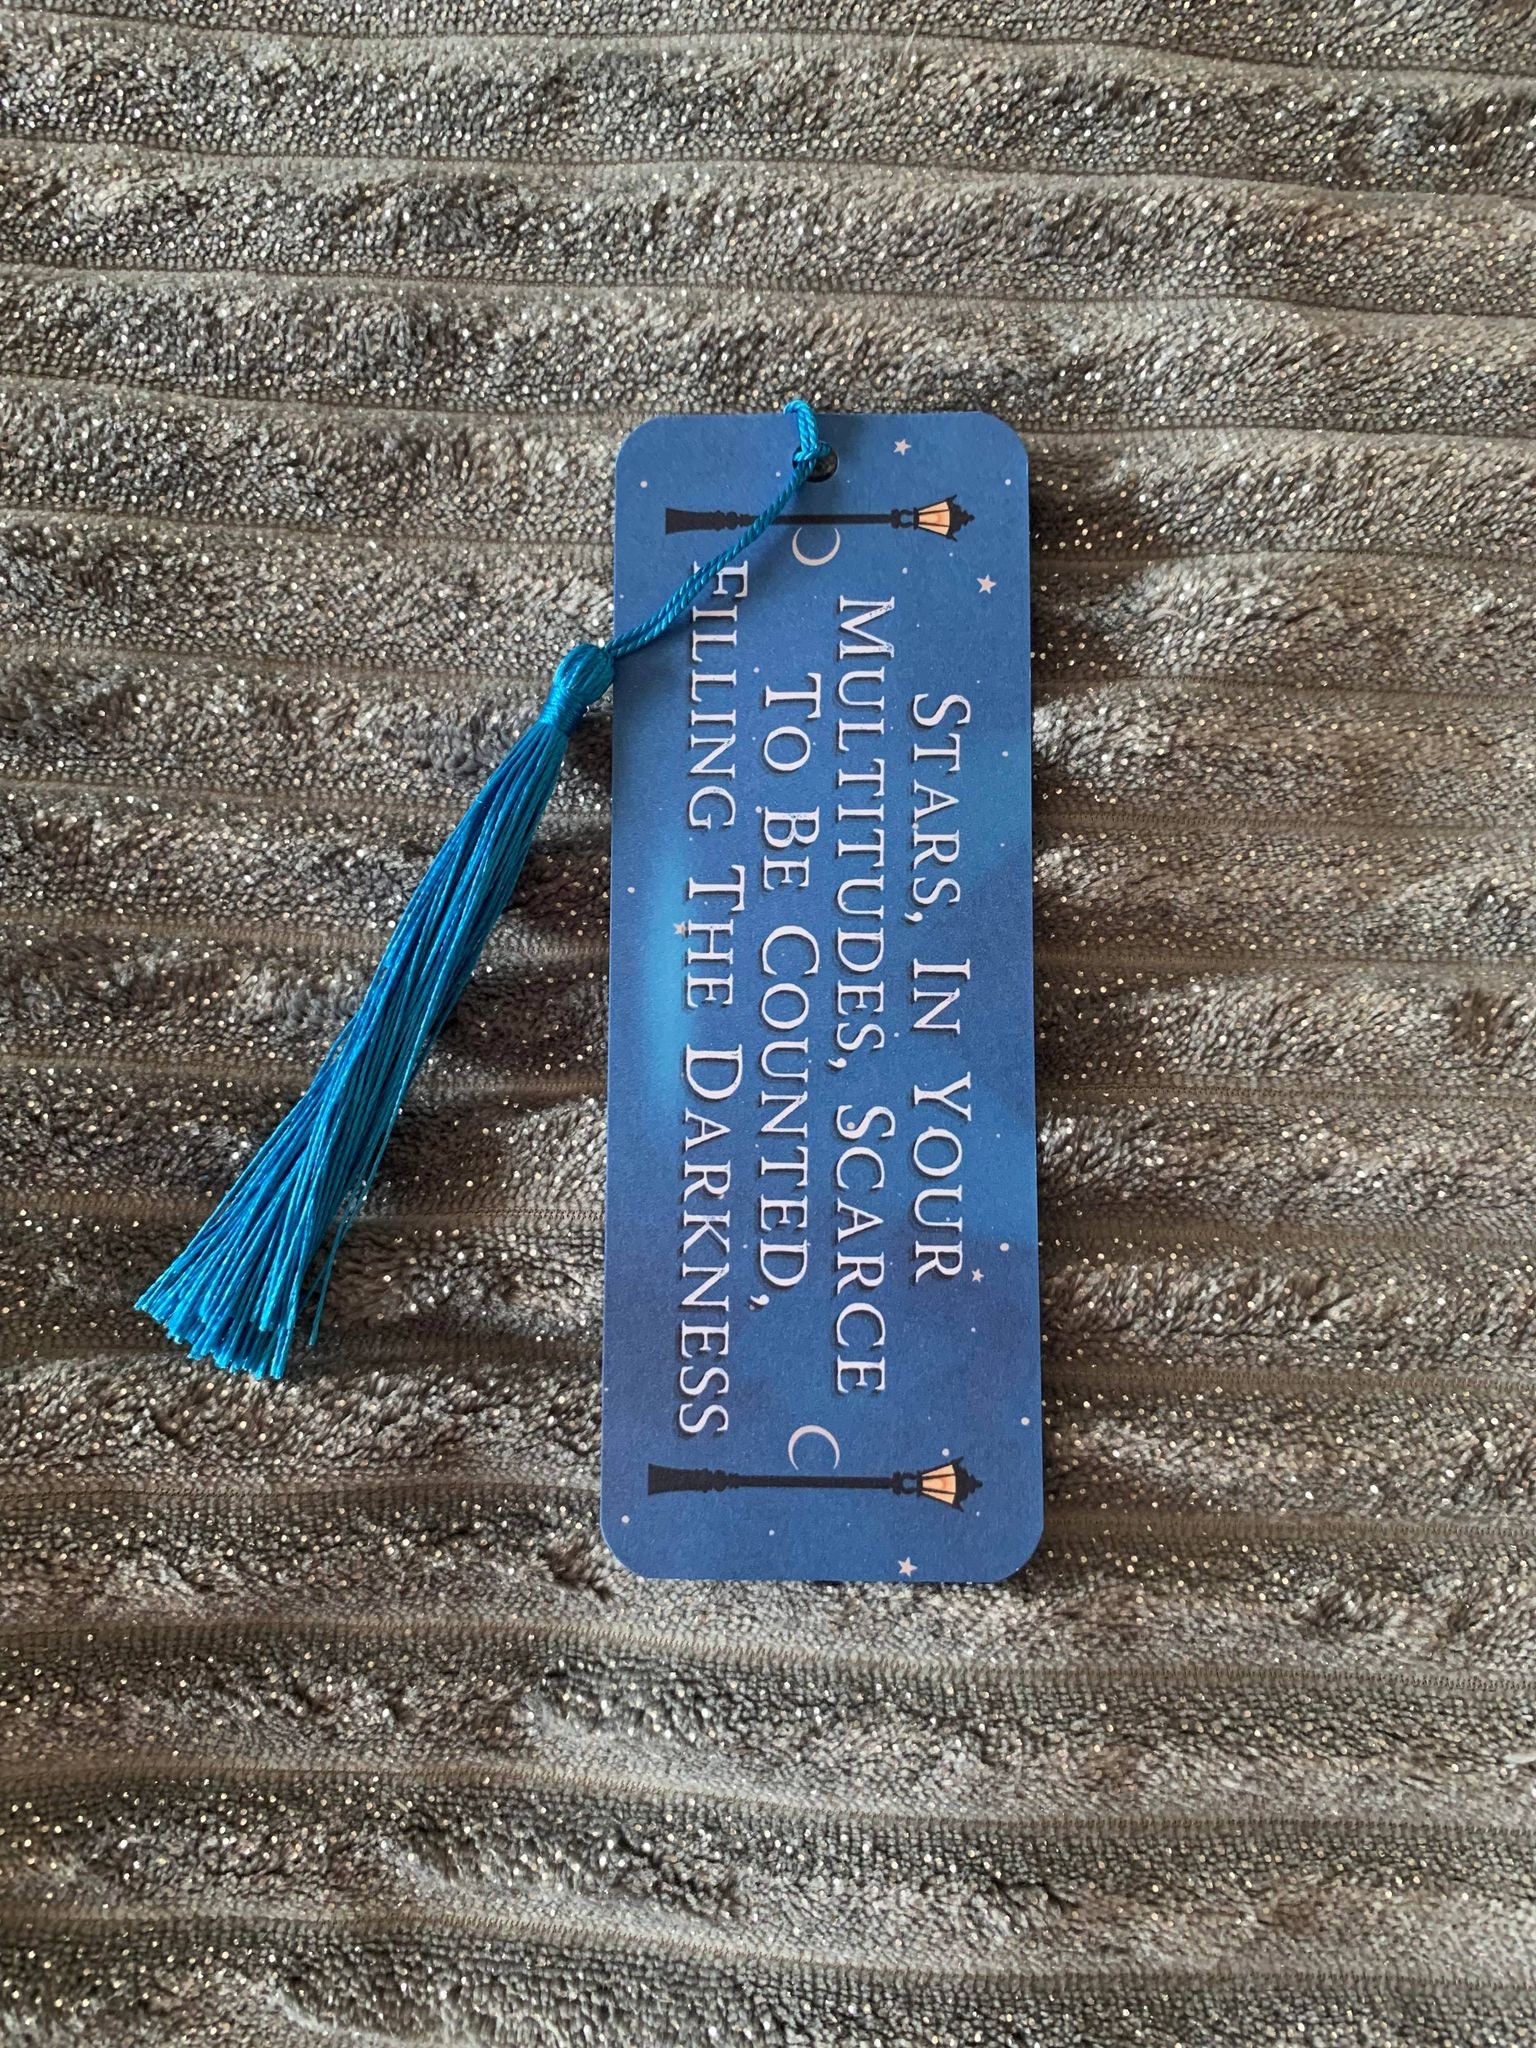 STARS, IN YOUR
MULTITUDES, SCARCE
TO BE COUNTED,
FILLING THE DARKNESS